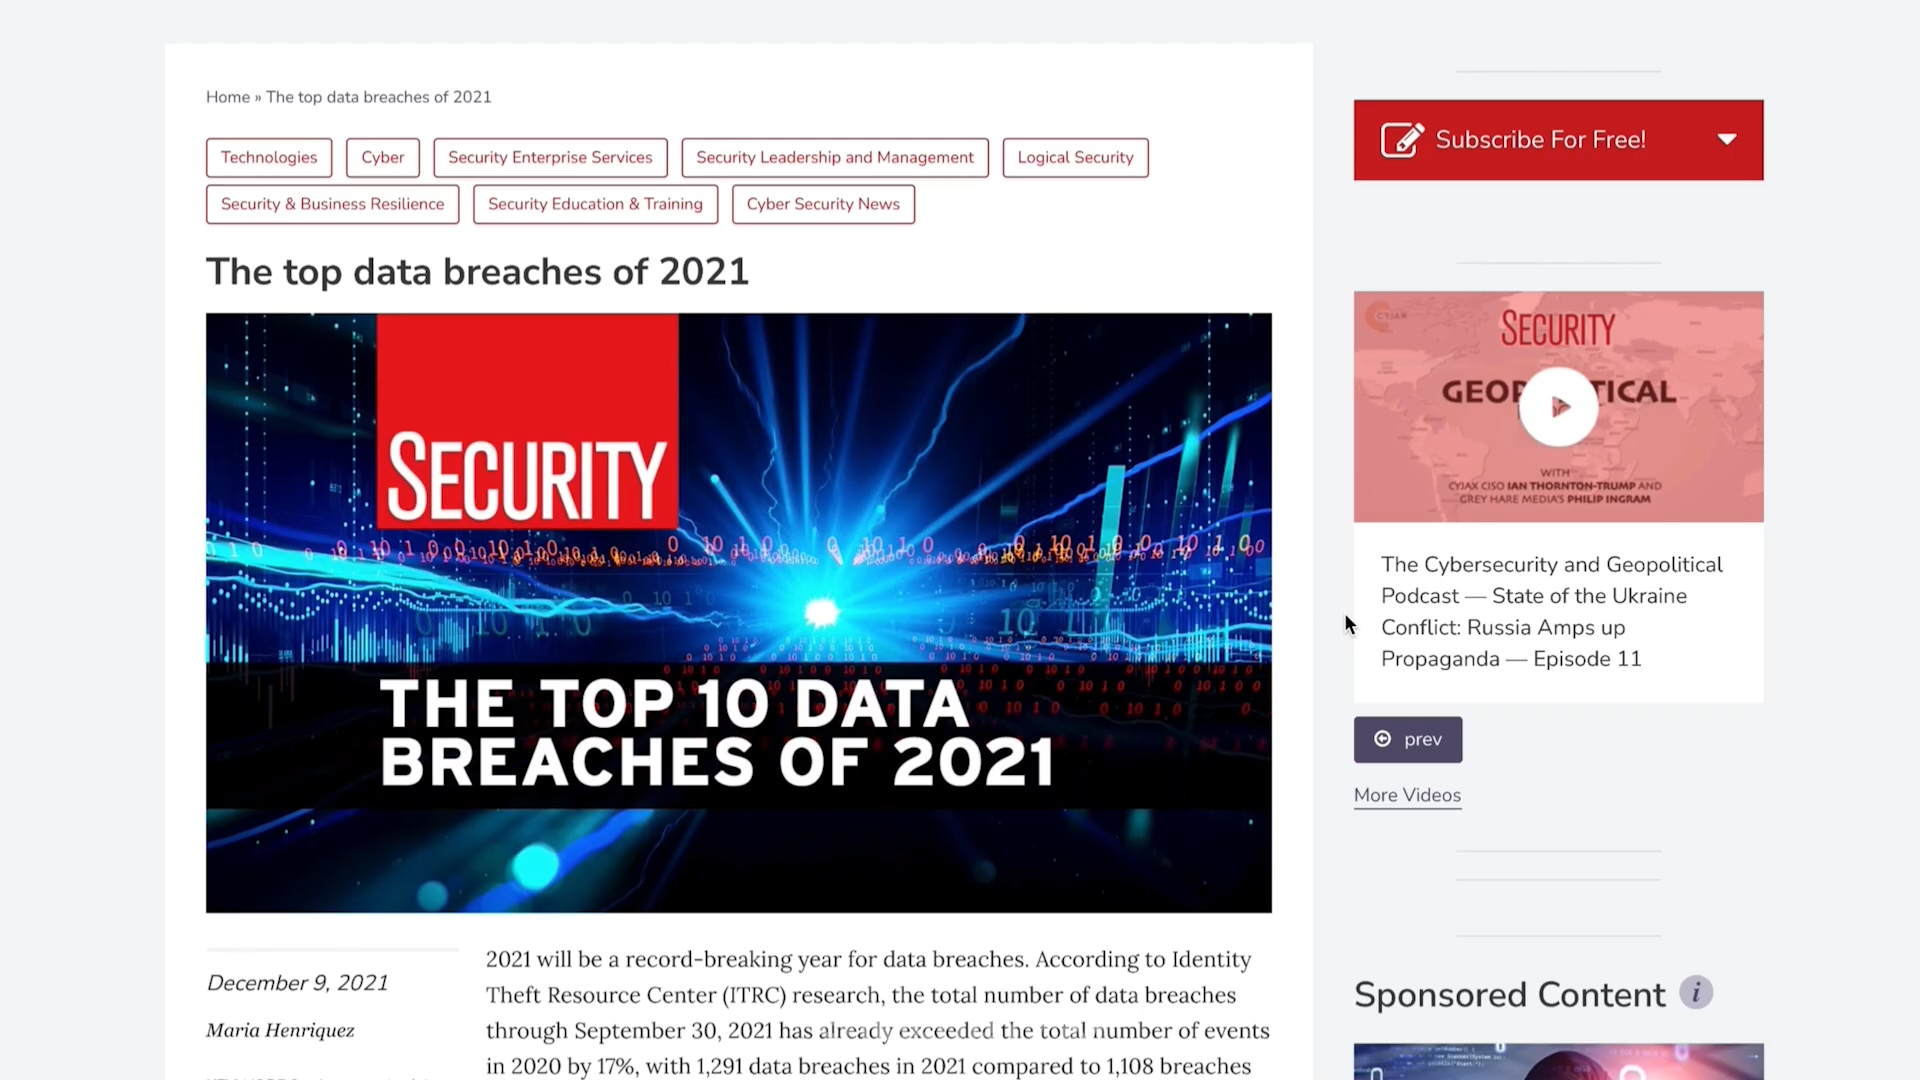 Home » The top data breaches of 2021
Technologies
Cyber
Security Enterprise Services
Security Leadership and Management
Logical Security
Security & Business Resilience
Security Education & Training
Cyber Security News
The top data breaches of 2021
SECURITY
THE TOP 10 DATA
BREACHES OF 2021
December 9, 2021
Maria Henriquez
2021 will be a record-breaking year for data breaches. According to Identity
Theft Resource Center (ITRC) research, the total number of data breaches
through September 30, 2021 has already exceeded the total number of events
in 2020 by 17%, with 1,291 data breaches in 2021 compared to 1,108 breaches
Subscribe For Free!
CYJAX
SECURITY
WITH
CYJAX CISO IAN THORNTON-TRUMP AND
GREY HARE MEDIA'S PHILIP INGRAM
The Cybersecurity and Geopolitical
Podcast — State of the Ukraine
Conflict: Russia Amps up
Propaganda — Episode 11
prev
More Videos
Sponsored Content i